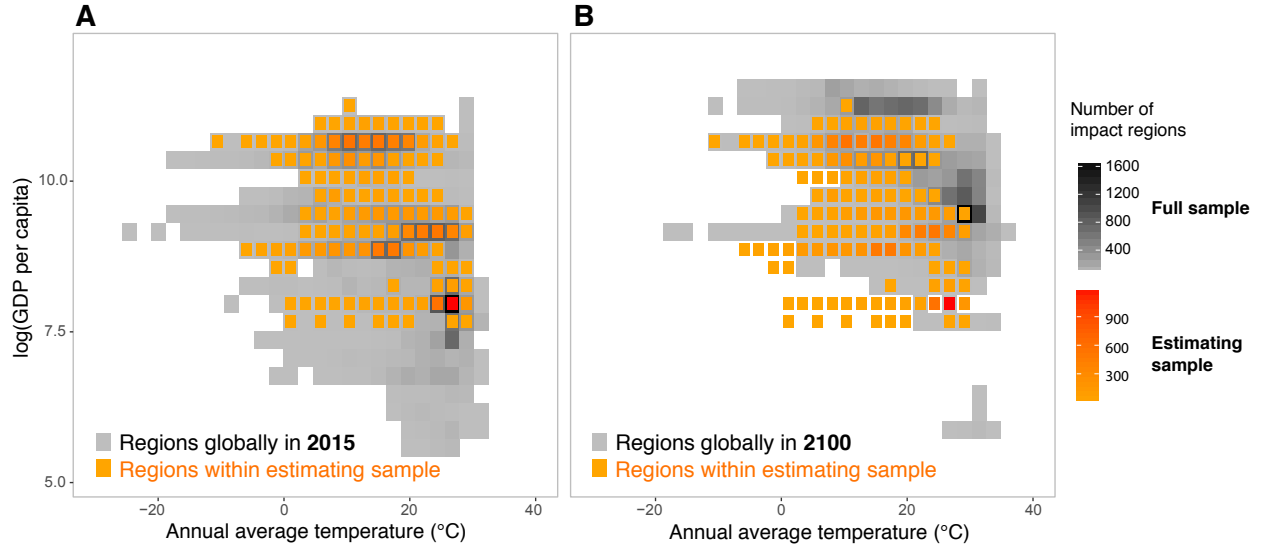 A
B
log(GDP per capita)
10.0
7.5
5.0
−20
0
20
40
Annual average temperature (°C)
Regions globally in 2015
Regions within estimating sample
−20
0
20
40
Annual average temperature (°C)
Regions globally in 2100
Regions within estimating sample
Number of
impact regions
1600
1200
800
400
Full sample
900
600
300
Estimating
sample